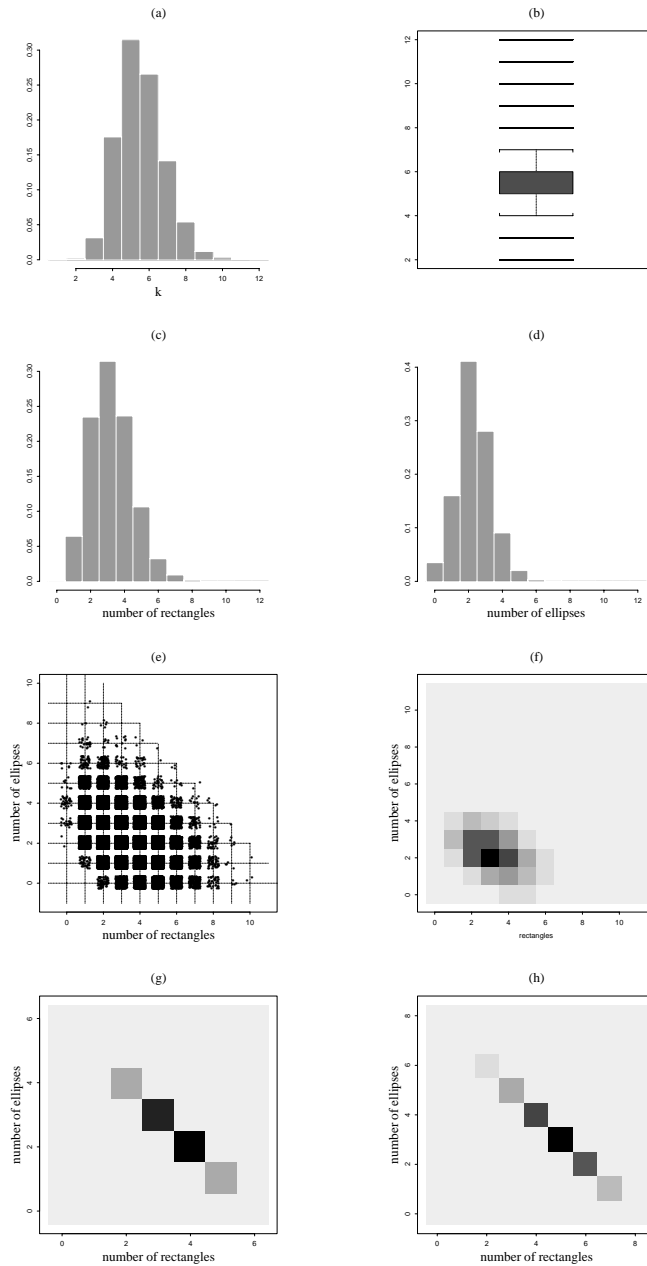 (a)
0.00 0.05 0.10 0.15 0.20 0.25 0.30
2 4 6 8 10 12
k
(b)
2 4 6 8 10 12
(c)
0.00 0.05 0.10 0.15 0.20 0.25 0.30
0 2 4 6 8 10 12
number of rectangles
(d)
0.0 0.1 0.2 0.3 0.4
0 2 4 6 8 10 12
number of ellipses
(e)
number of ellipses
0 2 4 6 8 10
0 2 4 6 8 10
number of rectangles
(f)
number of ellipses
0 2 4 6 8 10
0 2 4 6 8 10
rectangles
(g)
number of ellipses
0 2 4 6
0 2 4 6
number of rectangles
(h)
number of ellipses
0 2 4 6 8
0 2 4 6 8
number of rectangles